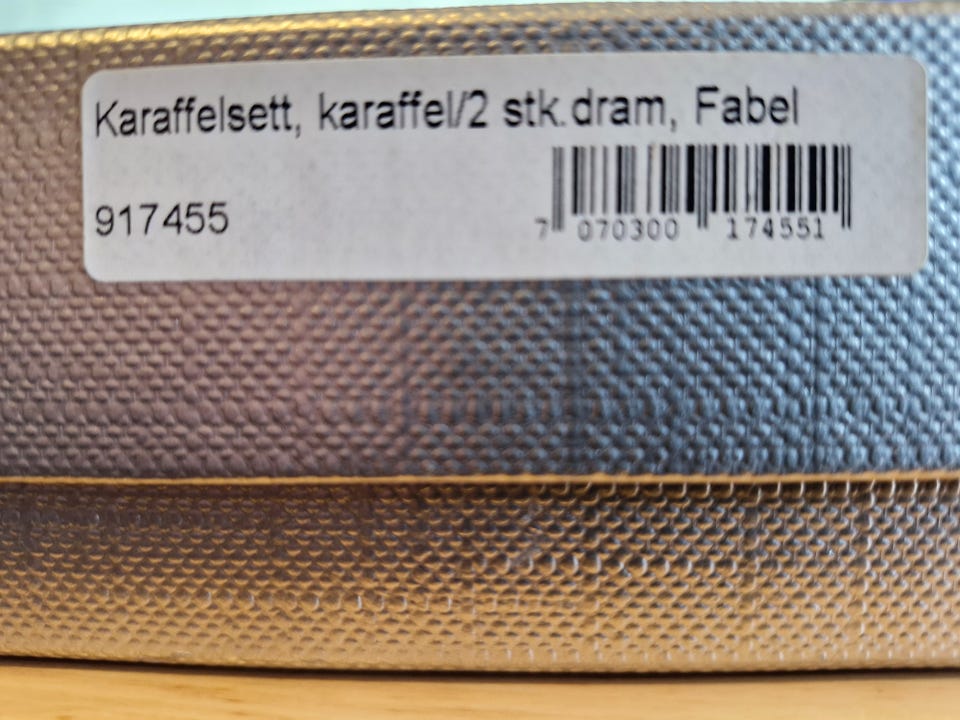 Karaffelsett, karaffel/2 stk.dram, Fabel
917455
7 070300 174551